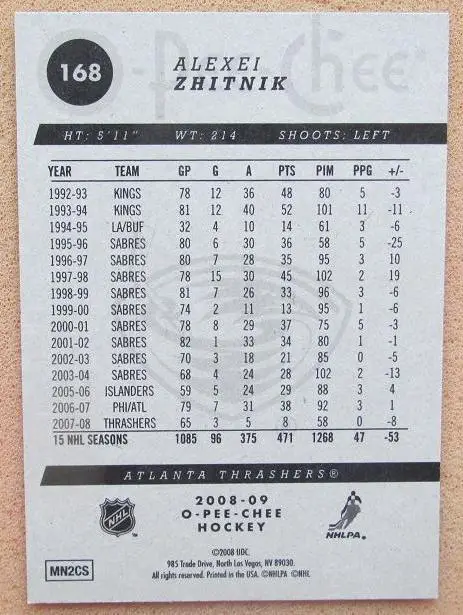 O-Pee-Chee
168
ALEXEI
ZHITNIK
HT: 5'11" WT: 214 SHOOTS: LEFT
YEAR TEAM GP G A PTS PIM PPG +/-
1992-93 KINGS 78 12 36 48 80 5 -3
1993-94 KINGS 81 12 40 52 101 11 -11
1994-95 LA/BUF 32 4 10 14 61 3 -6
1995-96 SABRES 80 6 30 36 58 5 -25
1996-97 SABRES 80 7 28 35 95 3 10
1997-98 SABRES 78 15 30 45 102 2 19
1998-99 SABRES 81 7 26 33 96 3 -6
1999-00 SABRES 74 2 11 13 95 1 -6
2000-01 SABRES 78 8 29 37 75 5 -3
2001-02 SABRES 82 1 33 34 80 1 -1
2002-03 SABRES 70 3 18 21 85 0 -5
2003-04 SABRES 68 4 24 28 102 2 -13
2005-06 ISLANDERS 59 5 24 29 88 3 4
2006-07 PHI/ATL 79 7 31 38 92 3 1
2007-08 THRASHERS 65 3 5 8 58 0 -8
15 NHL SEASONS 1085 96 375 471 1268 47 -53
ATLANTA THRASHERS®
NHL
2008-09
O-PEE-CHEE
HOCKEY
NHLPA
©2008 UDC.
985 Trade Drive, North Las Vegas, NV 89030.
All rights reserved. Printed in the USA. ©NHLPA ©NHL
MN2CS